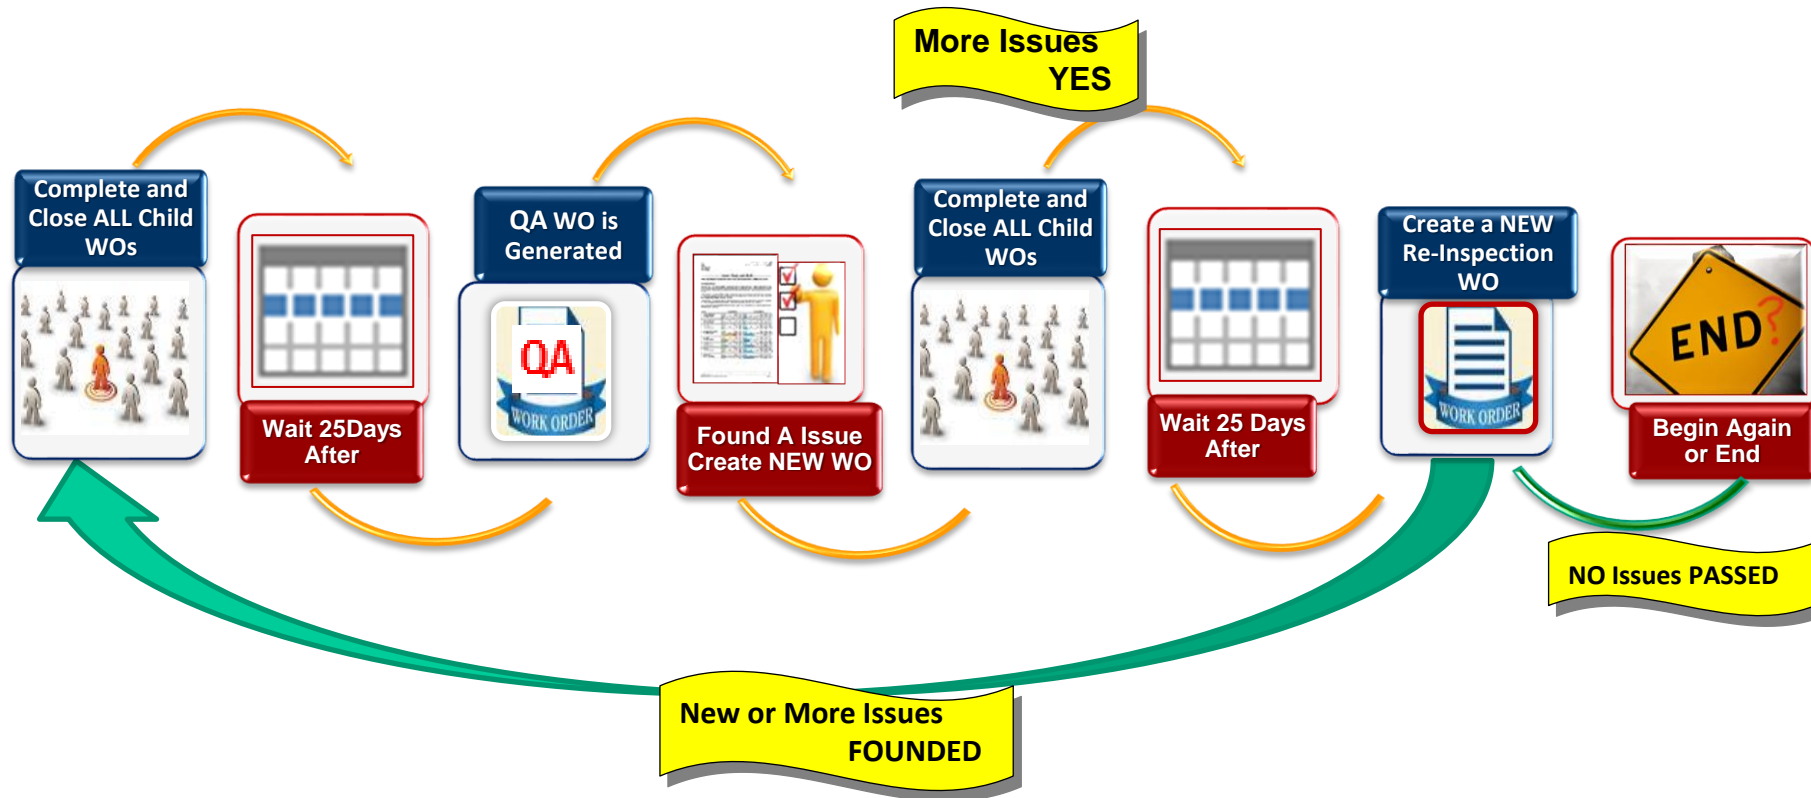 More Issues
YES
Complete and
Close ALL Child
WOs
Wait 25Days
After
QA WO is
Generated
QA
WORK ORDER
Found A Issue
Create NEW WO
Complete and
Close ALL Child
WOs
Wait 25 Days
After
Create a NEW
Re-Inspection
WO
WORK ORDER
END?
Begin Again
or End
NO Issues PASSED
New or More Issues
FOUNDED